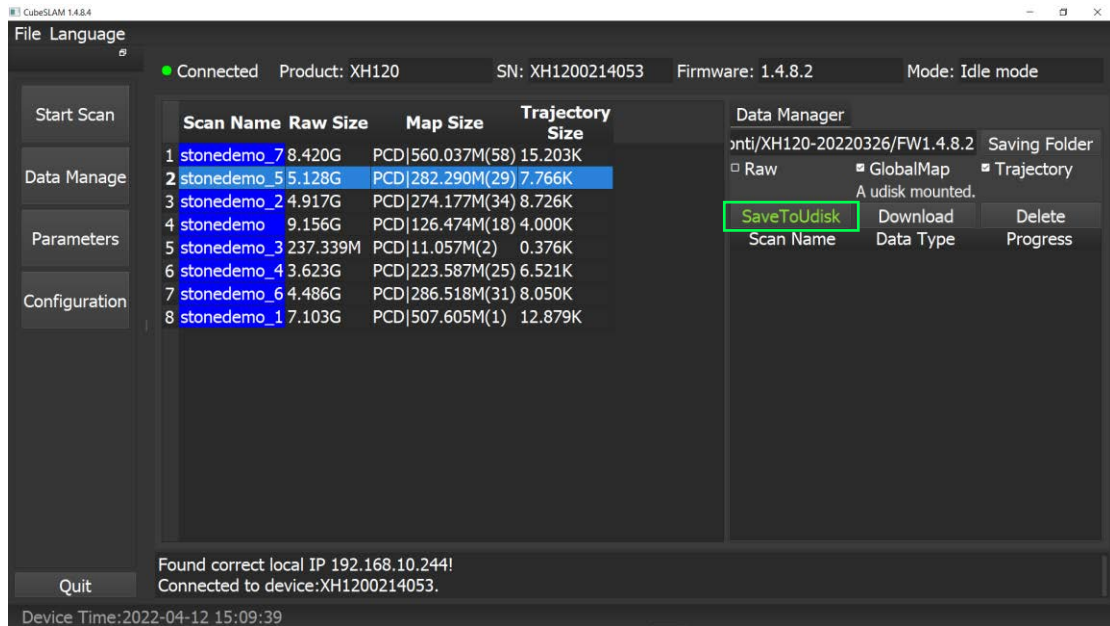 CubeSLAM 1.4.8.4
File Language
Connected Product: XH120 SN: XH1200214053 Firmware: 1.4.8.2 Mode: Idle mode
Start Scan
Data Manage
Parameters
Configuration
Quit
Scan Name Raw Size Map Size Trajectory Size
1 stonedemo_7 8.420G PCD|560.037M(58) 15.203K
2 stonedemo_5 5.128G PCD|282.290M(29) 7.766K
3 stonedemo_2 4.917G PCD|274.177M(34) 8.726K
4 stonedemo 9.156G PCD|126.474M(18) 4.000K
5 stonedemo_3 237.339M PCD|11.057M(2) 0.376K
6 stonedemo_4 3.623G PCD|223.587M(25) 6.521K
7 stonedemo_6 4.486G PCD|286.518M(31) 8.050K
8 stonedemo_1 7.103G PCD|507.605M(1) 12.879K
Data Manager
onti/XH120-20220326/FW1.4.8.2 Saving Folder
Raw GlobalMap Trajectory
A udisk mounted.
SaveToUdisk Download Delete
Scan Name Data Type Progress
Found correct local IP 192.168.10.244!
Connected to device:XH1200214053.
Device Time:2022-04-12 15:09:39